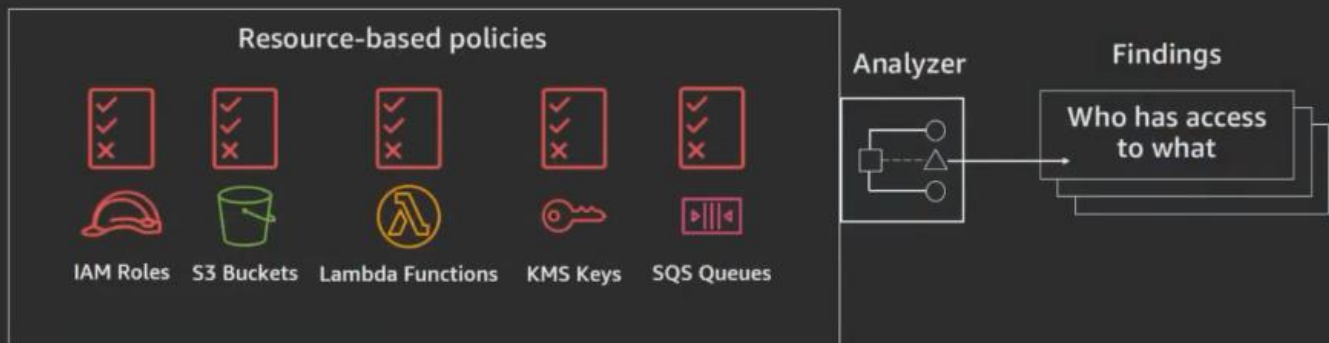 Resource-based policies
Analyzer
Findings
Who has access
to what
IAM Roles
S3 Buckets
Lambda Functions
KMS Keys
SQS Queues